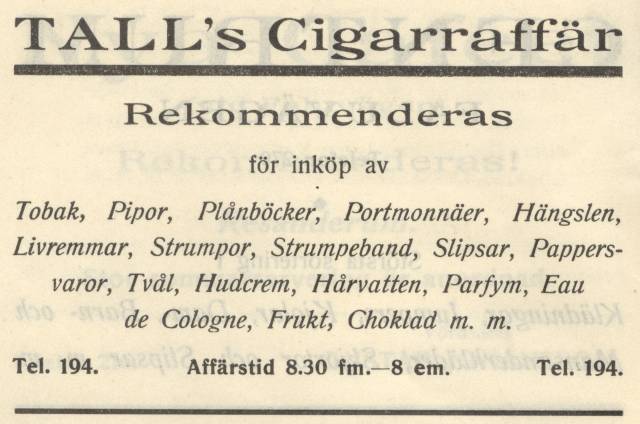 TALL's Cigarraffär
Rekommenderas
för inköp av
Tobak, Pipor, Plånböcker, Portmonnäer, Hängslen,
Livremmar, Strumpor, Strumpeband, Slipsar, Pappers-
varor, Tvål, Hudcrem, Hårvatten, Parfym, Eau
de Cologne, Frukt, Choklad m. m.
Tel. 194. Affärstid 8.30 fm.—8 em. Tel. 194.